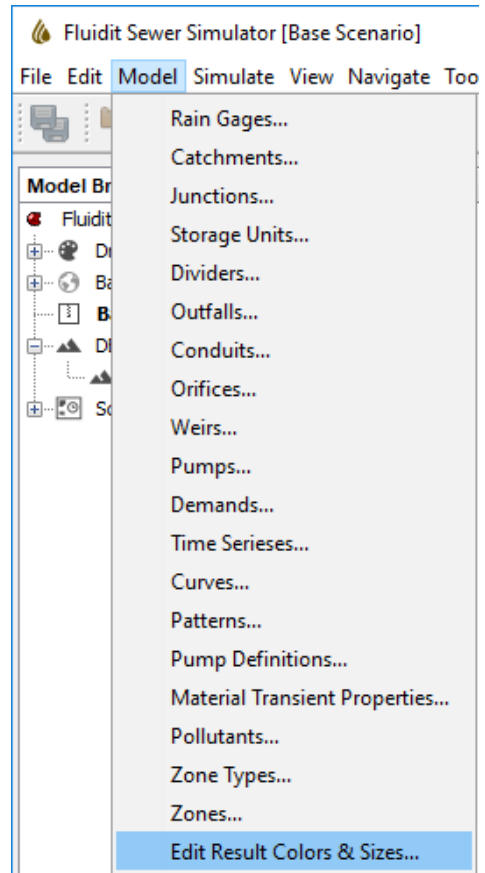 Fluidit Sewer Simulator [Base Scenario]
File Edit Model Simulate View Navigate Too
Model Br
Fluidit
Rain Gages...
Catchments...
Junctions...
Storage Units...
Dividers...
Outfalls...
Conduits...
Orifices...
Weirs...
Pumps...
Demands...
Time Serieses...
Curves...
Patterns...
Pump Definitions...
Material Transient Properties...
Pollutants...
Zone Types...
Zones...
Edit Result Colors & Sizes...